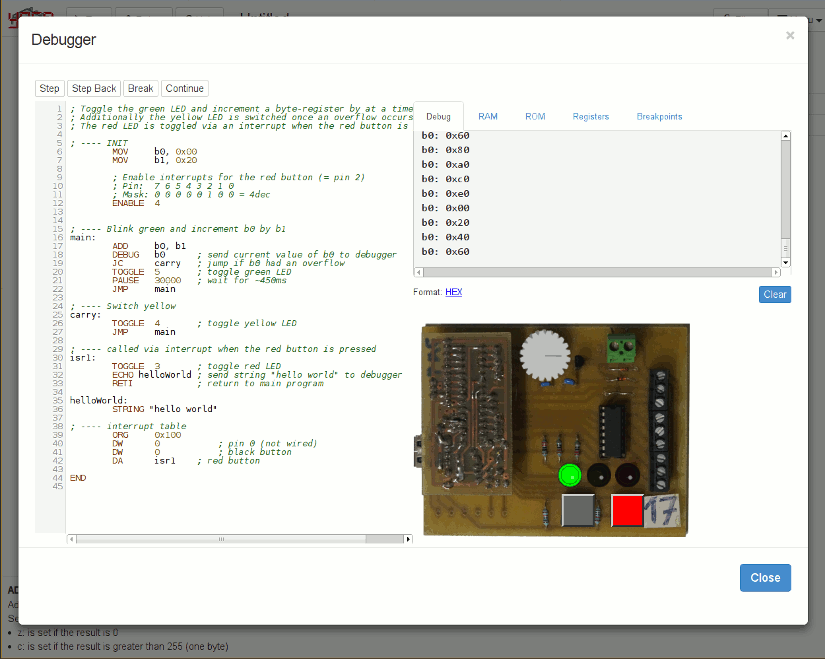 Debugger
×
Step
Step Back
Break
Continue
1 ; Toggle the green LED and increment a byte-register by at a time
2 ; Additionally the yellow LED is switched once an overflow occurs
3 ; The red LED is toggled via an interrupt when the red button is
4
5 ; ---- INIT
6 MOV b0, 0x00
7 MOV b1, 0x20
8
9 ; Enable interrupts for the red button (= pin 2)
10 ; Pin: 7 6 5 4 3 2 1 0
11 ; Mask: 0 0 0 0 0 1 0 0 = 4dec
12 ENABLE 4
13
14
15 ; ---- Blink green and increment b0 by b1
16 main:
17 ADD b0, b1
18 DEBUG b0 ; send current value of b0 to debugger
19 JC carry ; jump if b0 had an overflow
20 TOGGLE 5 ; toggle green LED
21 PAUSE 30000 ; wait for ~450ms
22 JMP main
23
24 ; ---- Switch yellow
25 carry:
26 TOGGLE 4 ; toggle yellow LED
27 JMP main
28
29 ; ---- called via interrupt when the red button is pressed
30 isr1:
31 TOGGLE 3 ; toggle red LED
32 ECHO helloWorld ; send string "hello world" to debugger
33 RETI ; return to main program
34
35 helloWorld:
36 STRING "hello world"
37
38 ; ---- interrupt table
39 ORG 0x100
40 DW 0 ; pin 0 (not wired)
41 DW 0 ; black button
42 DA isr1 ; red button
43
44 END
45
Debug
RAM
ROM
Registers
Breakpoints
b0: 0x60
b0: 0x80
b0: 0xa0
b0: 0xc0
b0: 0xe0
b0: 0x00
b0: 0x20
b0: 0x40
b0: 0x60
Format: HEX
Clear
17
Close
z: is set if the result is 0
c: is set if the result is greater than 255 (one byte)